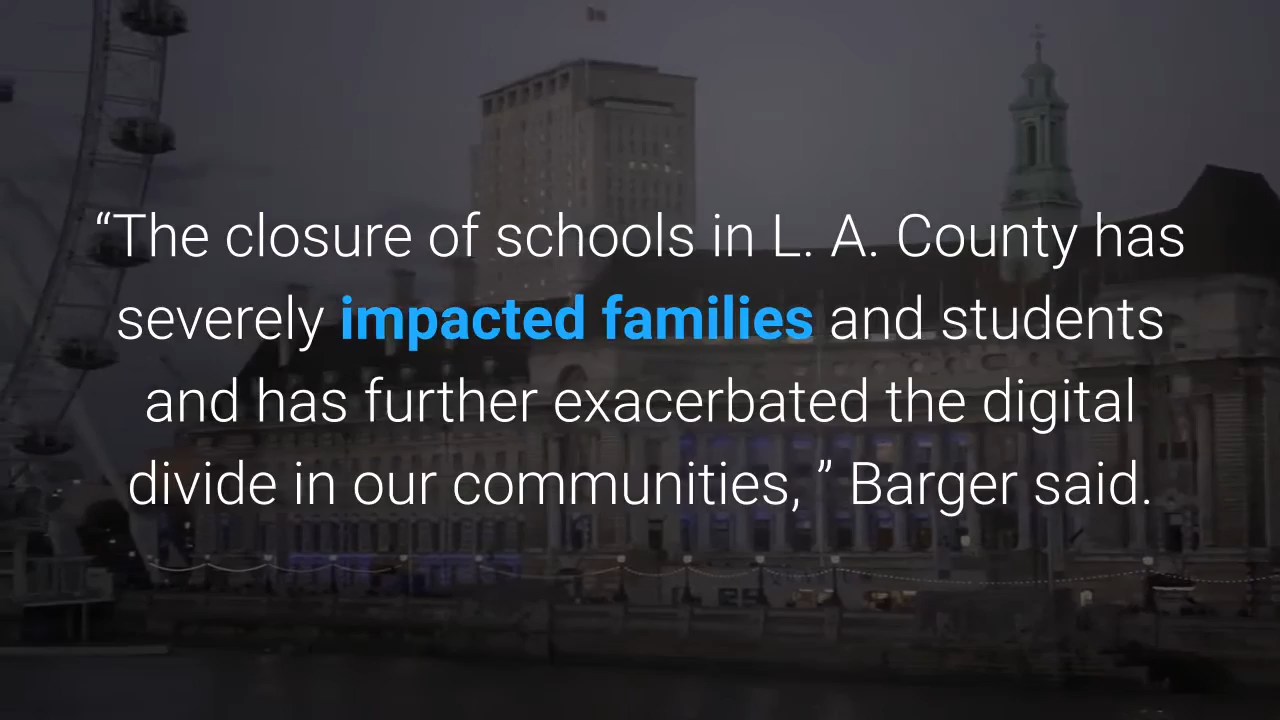 “The closure of schools in L. A. County has
severely impacted families and students
and has further exacerbated the digital
divide in our communities, ” Barger said.